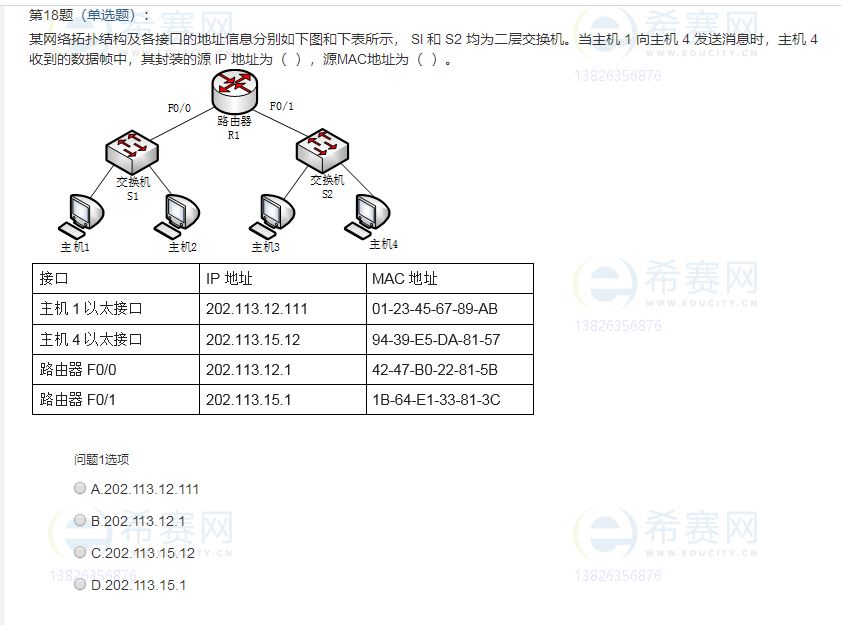 第18题（单选题）：
某网络拓扑结构及各接口的地址信息分别如下图和下表所示， SI 和 S2 均为二层交换机。当主机 1 向主机 4 发送消息时，主机 4
收到的数据帧中，其封装的源 IP 地址为（ ），源MAC地址为（ ）。
希赛网
WWW.EDUCITY.CN
13826356876
F0/0
F0/1
路由器
R1
交换机
S1
交换机
S2
主机1
主机2
主机3
主机4
接口 IP 地址 MAC 地址
主机 1 以太接口 202.113.12.111 01-23-45-67-89-AB
主机 4 以太接口 202.113.15.12 94-39-E5-DA-81-57
路由器 F0/0 202.113.12.1 42-47-B0-22-81-5B
路由器 F0/1 202.113.15.1 1B-64-E1-33-81-3C
希赛网
WWW.EDUCITY.CN
13826356876
问题1选项
A.202.113.12.111
B.202.113.12.1
C.202.113.15.12
D.202.113.15.1
希赛网
13826356876
希赛网
WWW.EDUCITY.CN
13826356876